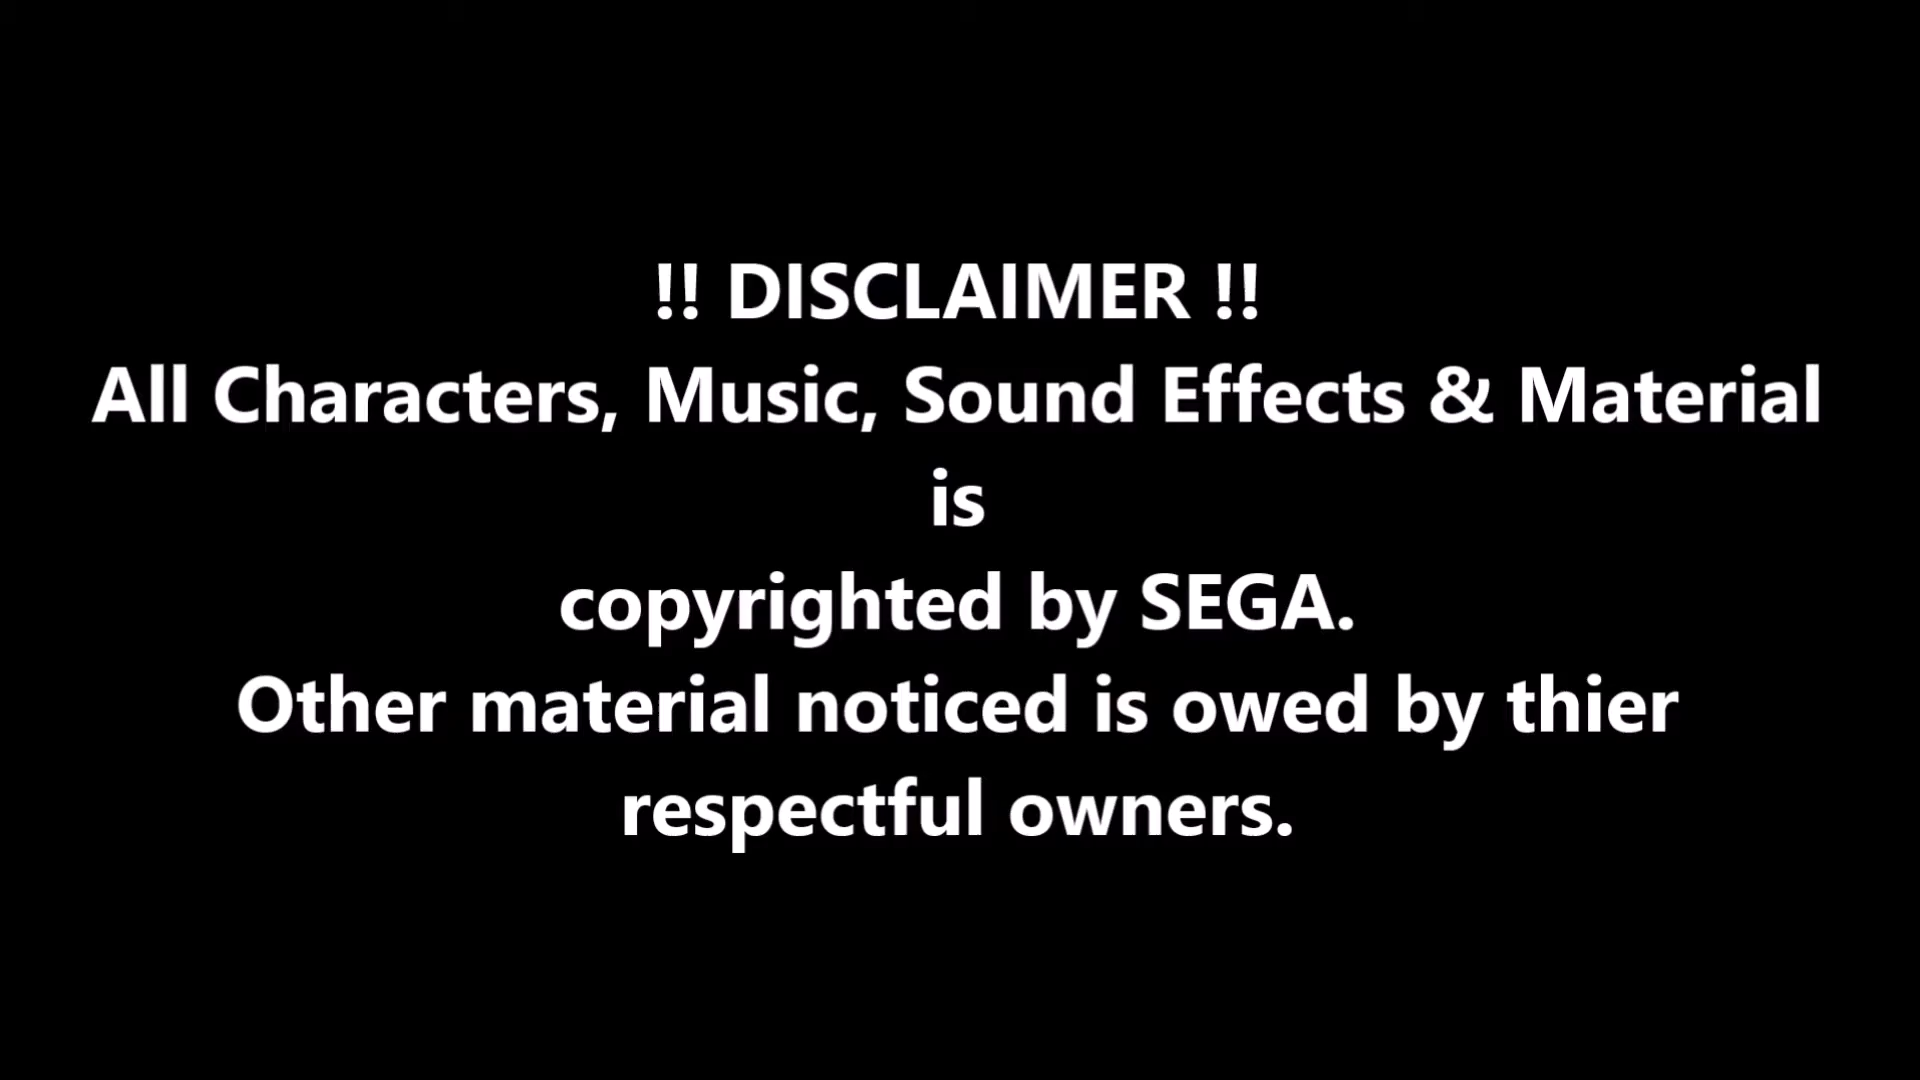 !! DISCLAIMER !!
All Characters, Music, Sound Effects & Material
is
copyrighted by SEGA.
Other material noticed is owed by thier
respectful owners.